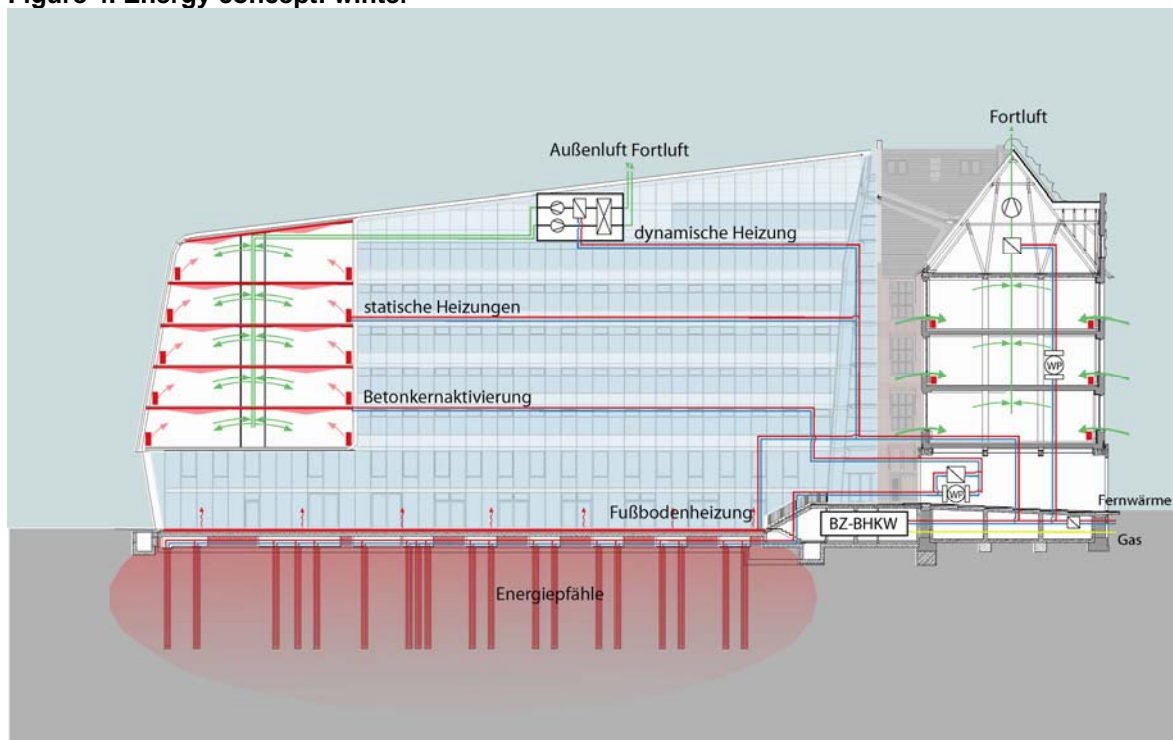 Figure 4. Energy concept: winter
Fortluft
Außenluft Fortluft
dynamische Heizung
statische Heizungen
WP
Betonkernaktivierung
WP
Fernwärme
Fußbodenheizung
BZ-BHKW
Gas
Energiepfähle